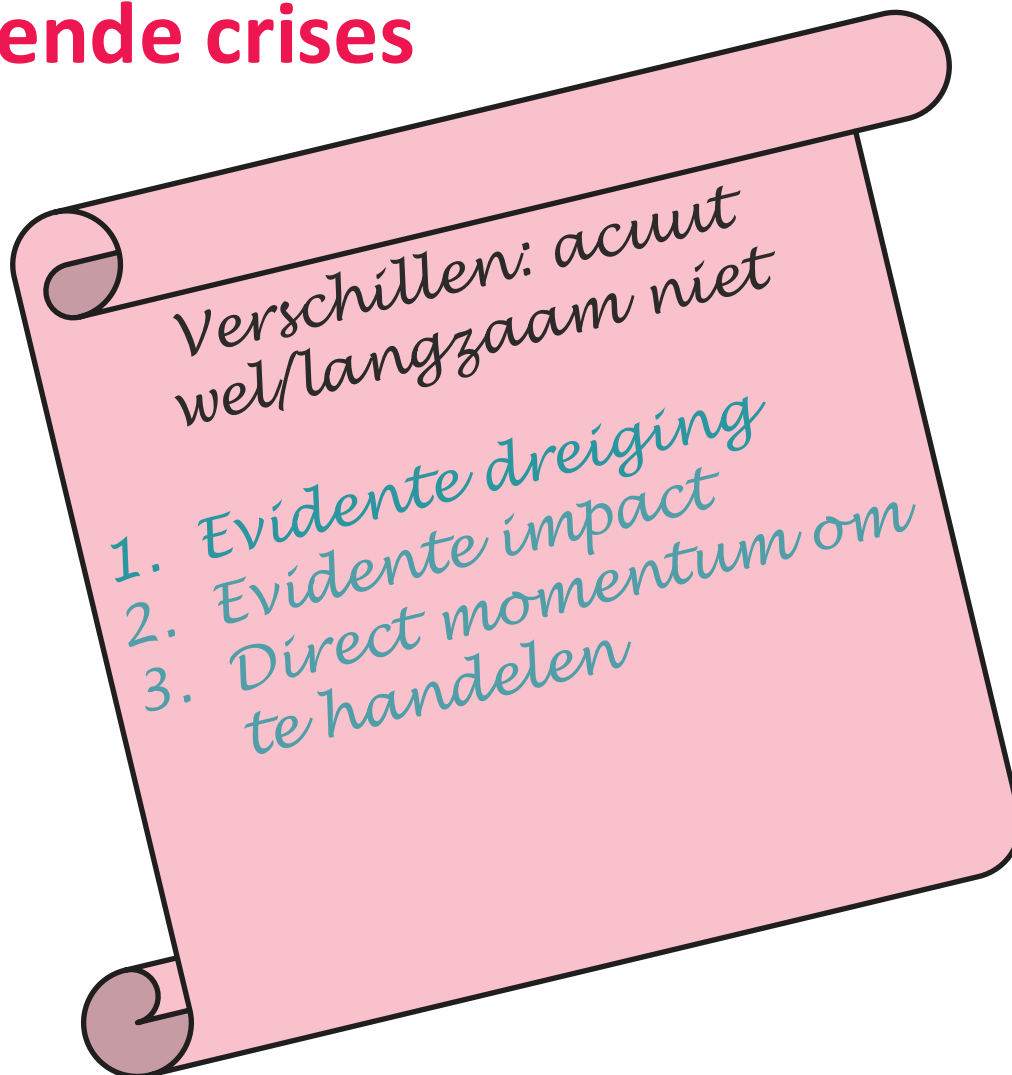 ende crises
Verschillen: acuut
wel/langzaam niet
1. Evidente dreiging
2. Evidente impact
3. Direct momentum om
te handelen